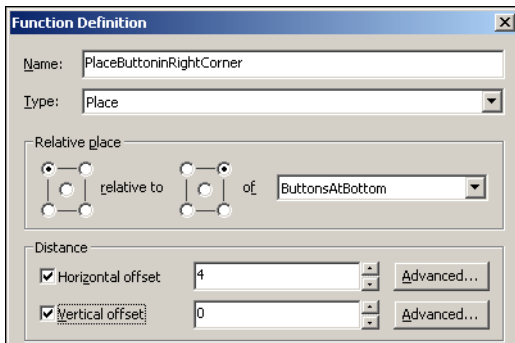 Function Definition
Name: PlaceButtoninRightCorner
Type: Place
Relative place
relative to of ButtonsAtBottom
Distance
Horizontal offset 4 Advanced...
Vertical offset 0 Advanced...